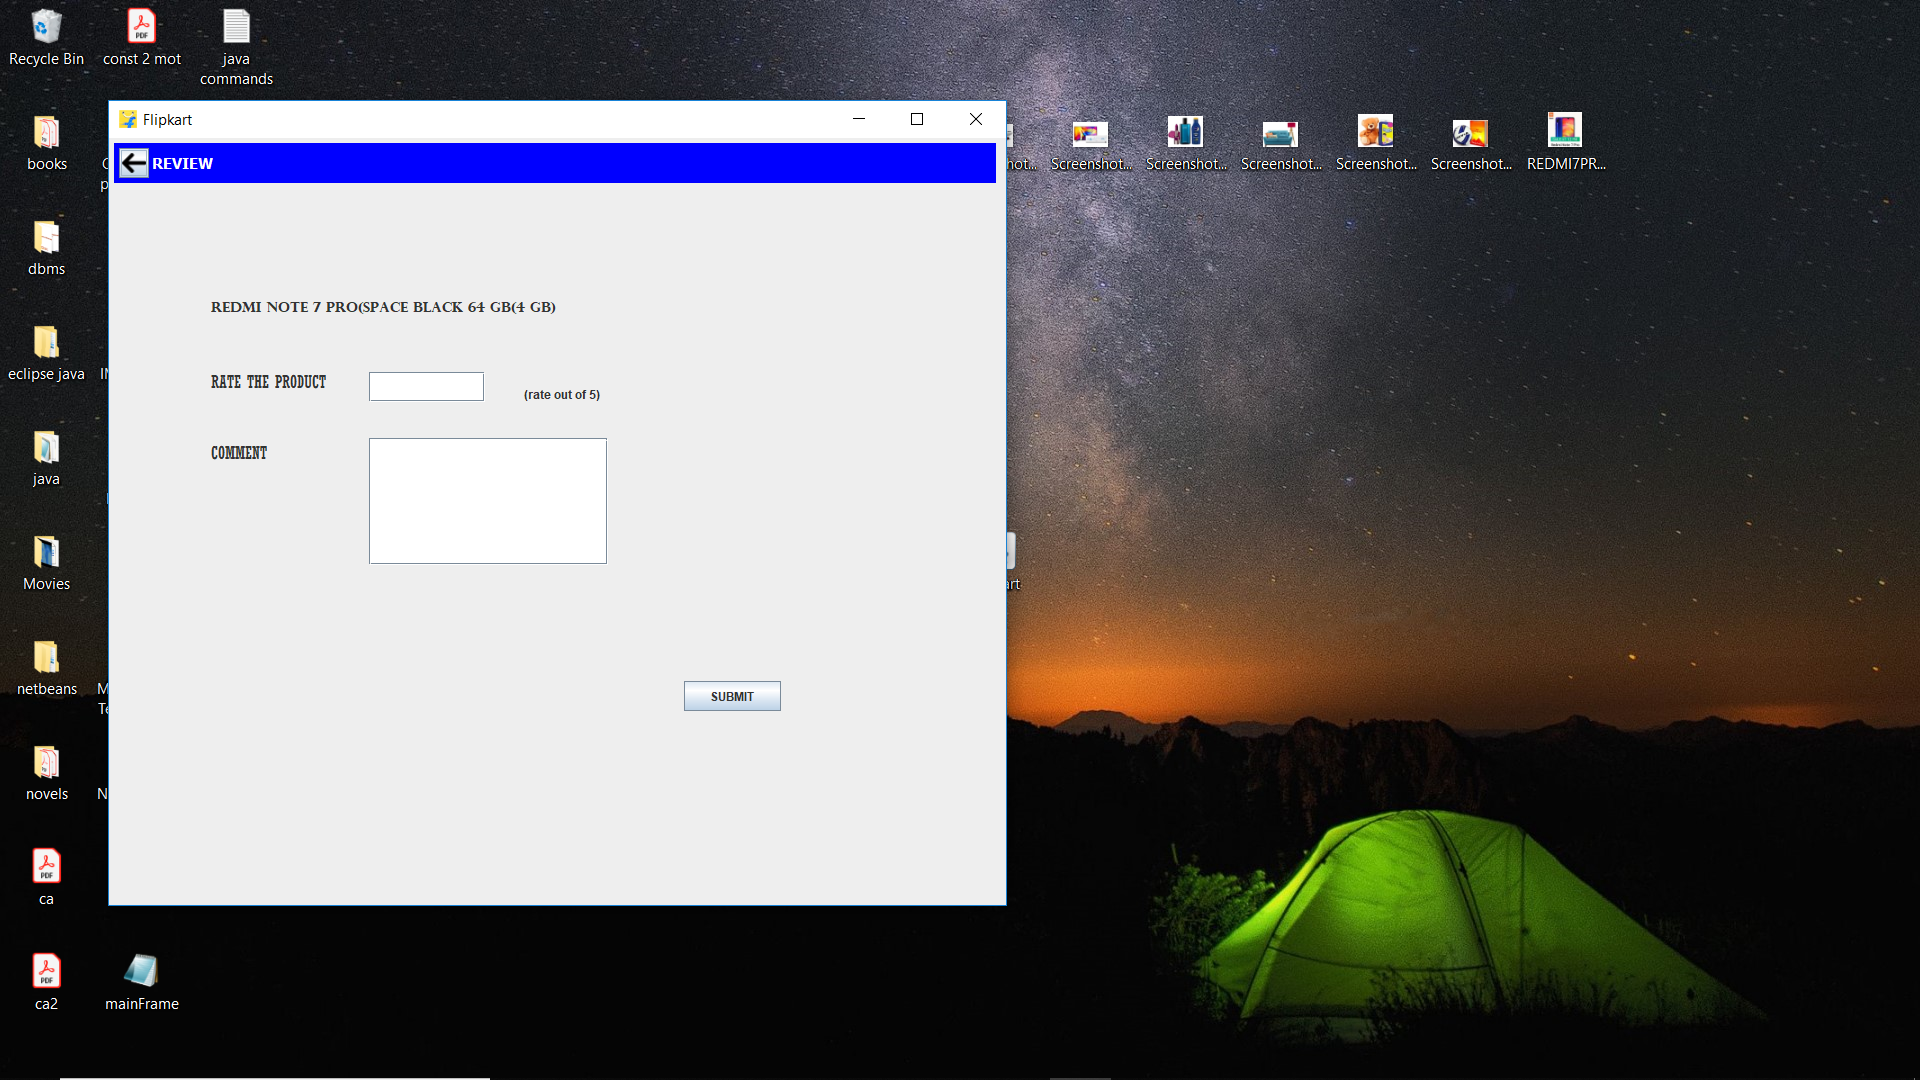 Recycle Bin
const 2 mot
java
commands
Flipkart
books
REVIEW
Screenshot...
Screenshot...
Screenshot...
Screenshot...
Screenshot...
REDMI7PR...
dbms
REDMI NOTE 7 PRO(SPACE BLACK 64 GB(4 GB)
eclipse java
RATE THE PRODUCT
(rate out of 5)
COMMENT
java
Movies
netbeans
SUBMIT
novels
ca
ca2
mainFrame